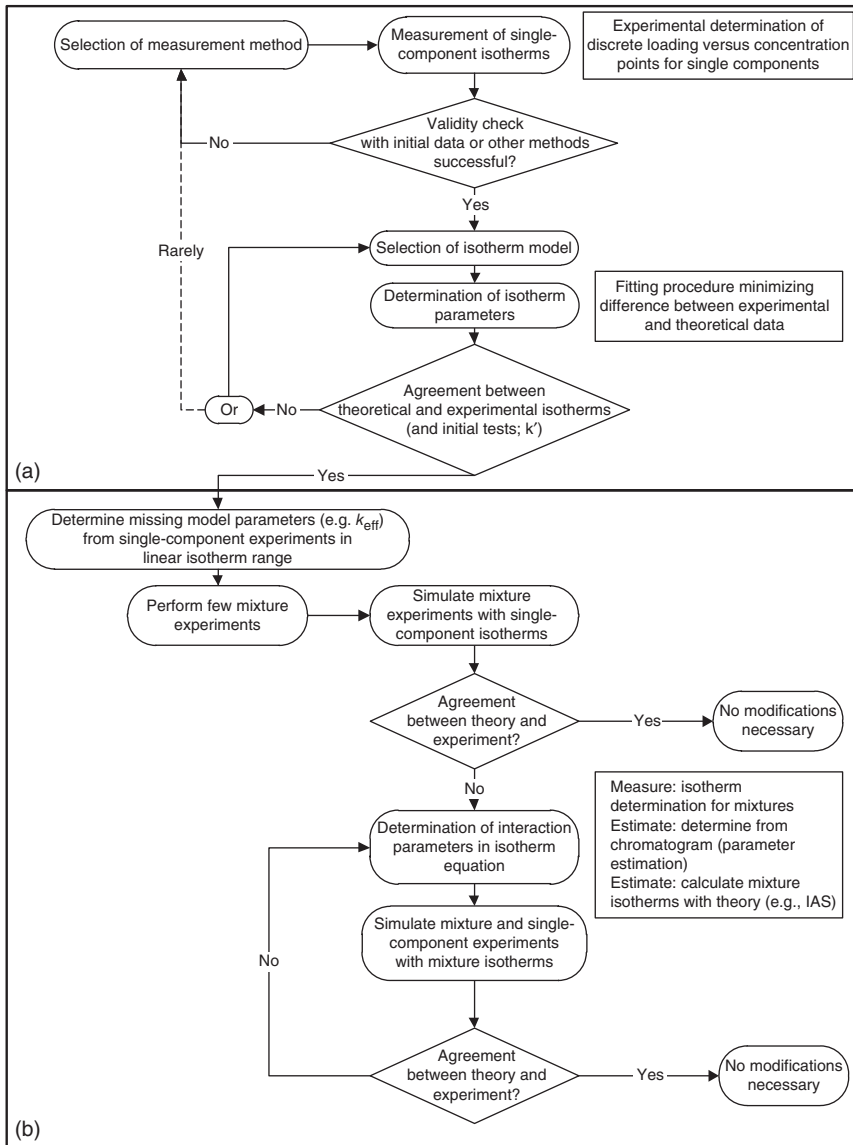 Selection of measurement method
Measurement of single-
component isotherms
Experimental determination of
discrete loading versus concentration
points for single components
Validity check
with initial data or other methods
successful?
No
Yes
Rarely
Selection of isotherm model
Determination of isotherm
parameters
Fitting procedure minimizing
difference between experimental
and theoretical data
Agreement between
theoretical and experimental isotherms
(and initial tests; k′)
No
Or
Yes
(a)
Determine missing model parameters (e.g. k_eff)
from single-component experiments in
linear isotherm range
Perform few mixture
experiments
Simulate mixture
experiments with single-
component isotherms
Agreement
between theory and
experiment?
Yes
No modifications
necessary
No
Measure: isotherm
determination for mixtures
Estimate: determine from
chromatogram (parameter
estimation)
Estimate: calculate mixture
isotherms with theory (e.g., IAS)
Determination of interaction
parameters in isotherm
equation
Simulate mixture and single-
component experiments
with mixture isotherms
No
Agreement
between theory and
experiment?
Yes
No modifications
necessary
(b)